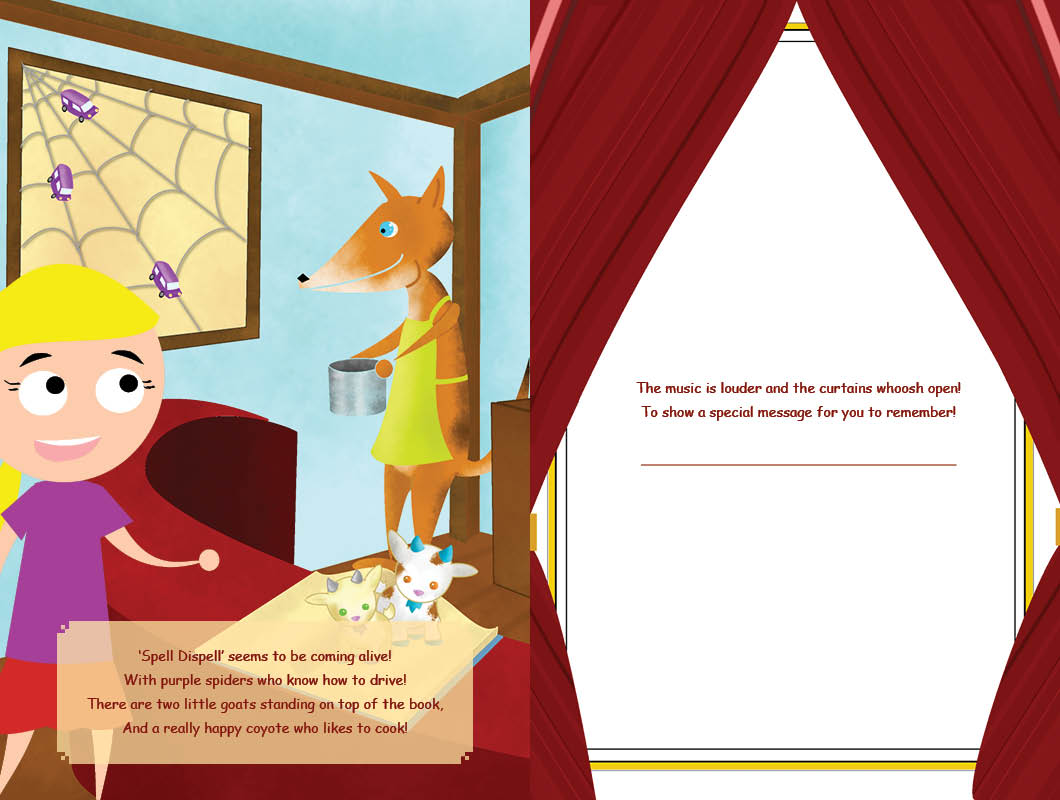 ‘Spell Dispell’ seems to be coming alive!
With purple spiders who know how to drive!
There are two little goats standing on top of the book,
And a really happy coyote who likes to cook!
The music is louder and the curtains whoosh open!
To show a special message for you to remember!